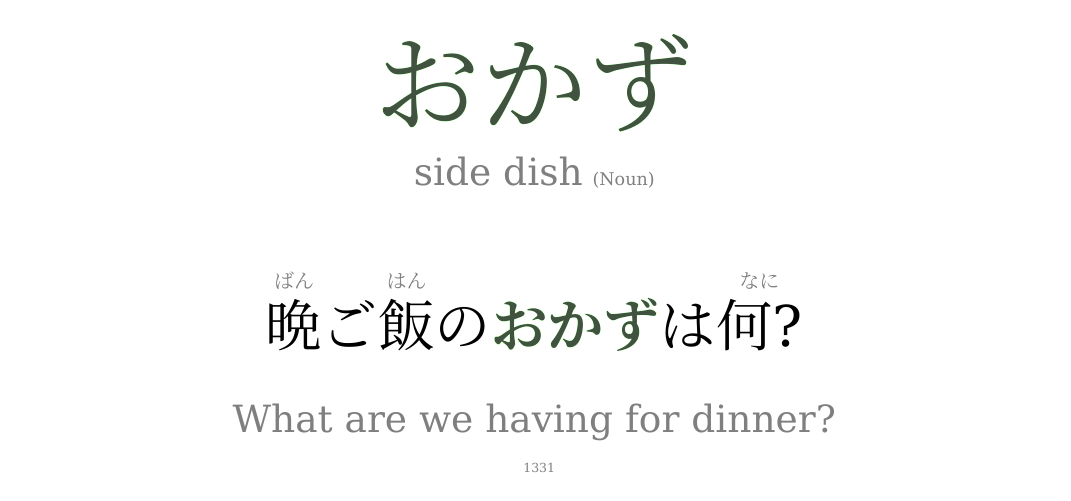 おかず
side dish (Noun)
ばん はん なに
晩ご飯のおかずは何?
What are we having for dinner?
1331